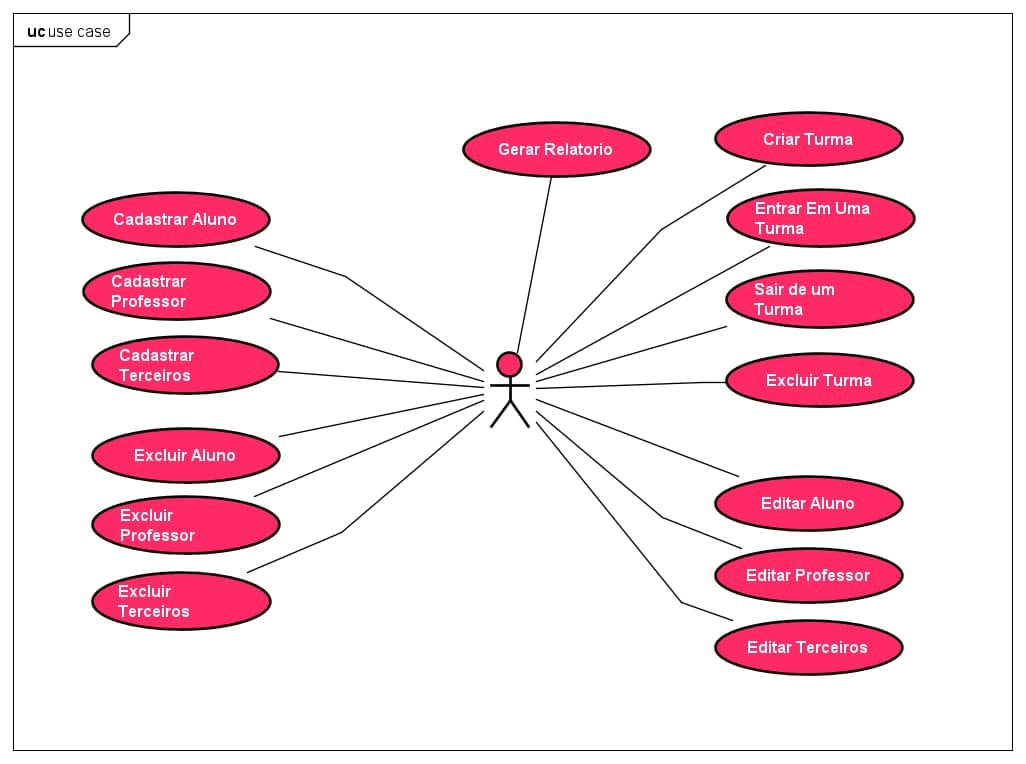 uc use case
Gerar Relatorio
Cadastrar Aluno
Cadastrar
Professor
Cadastrar
Terceiros
Excluir Aluno
Excluir
Professor
Excluir
Terceiros
Criar Turma
Entrar Em Uma
Turma
Sair de um
Turma
Excluir Turma
Editar Aluno
Editar Professor
Editar Terceiros